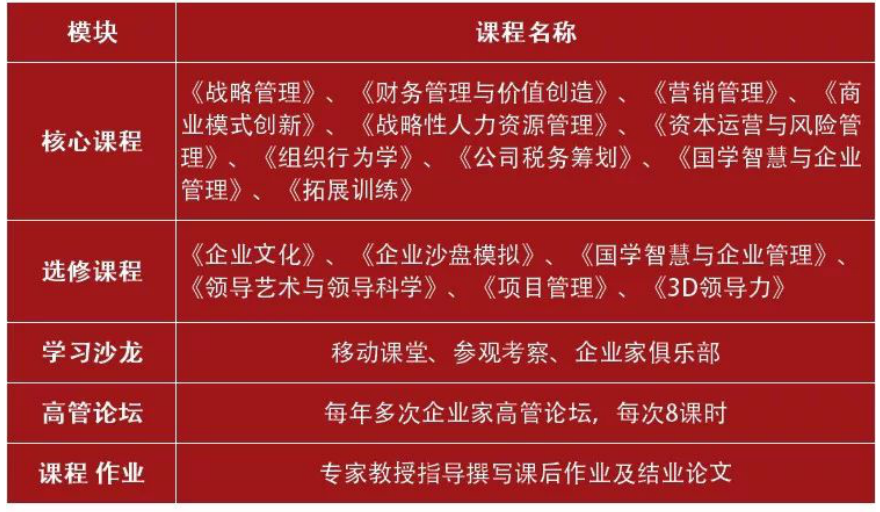 模块
课程名称
核心课程
《战略管理》、《财务管理与价值创造》、《营销管理》、《商
业模式创新》、《战略性人力资源管理》、《资本运营与风险管
理》、《组织行为学》、《公司税务筹划》、《国学智慧与企业
管理》、《拓展训练》
选修课程
《企业文化》、《企业沙盘模拟》、《国学智慧与企业管理》、
《领导艺术与领导科学》、《项目管理》、《3D领导力》
学习沙龙
移动课堂、参观考察、企业家俱乐部
高管论坛
每年多次企业家高管论坛，每次8课时
课程 作业
专家教授指导撰写课后作业及结业论文